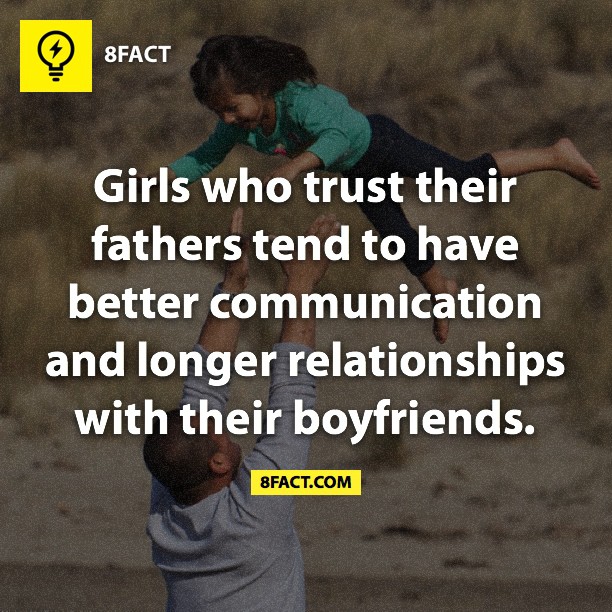 8FACT
Girls who trust their
fathers tend to have
better communication
and longer relationships
with their boyfriends.
8FACT.COM